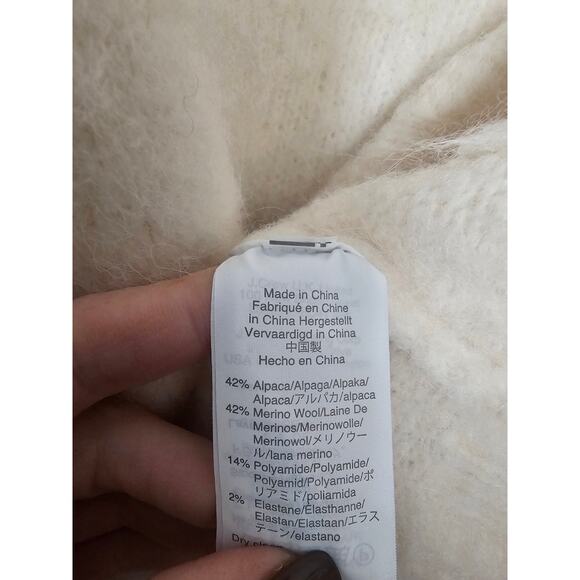 Made in China
Fabriqué en Chine
in China Hergestellt
Vervaardigd in China
中国製
Hecho en China
42% Alpaca/Alpaga/Alpaka/
Alpaca/アルパカ/alpaca
42% Merino Wool/Laine De
Merinos/Merinowolle/
Merinowol/メリノウー
ル/lana merino
14% Polyamide/Polyamide/
Polyamid/Polyamide/ポ
リアミド/poliamida
2% Elastane/Élasthanne/
Elastan/Elastaan/エラス
テーン/elastano
Dry